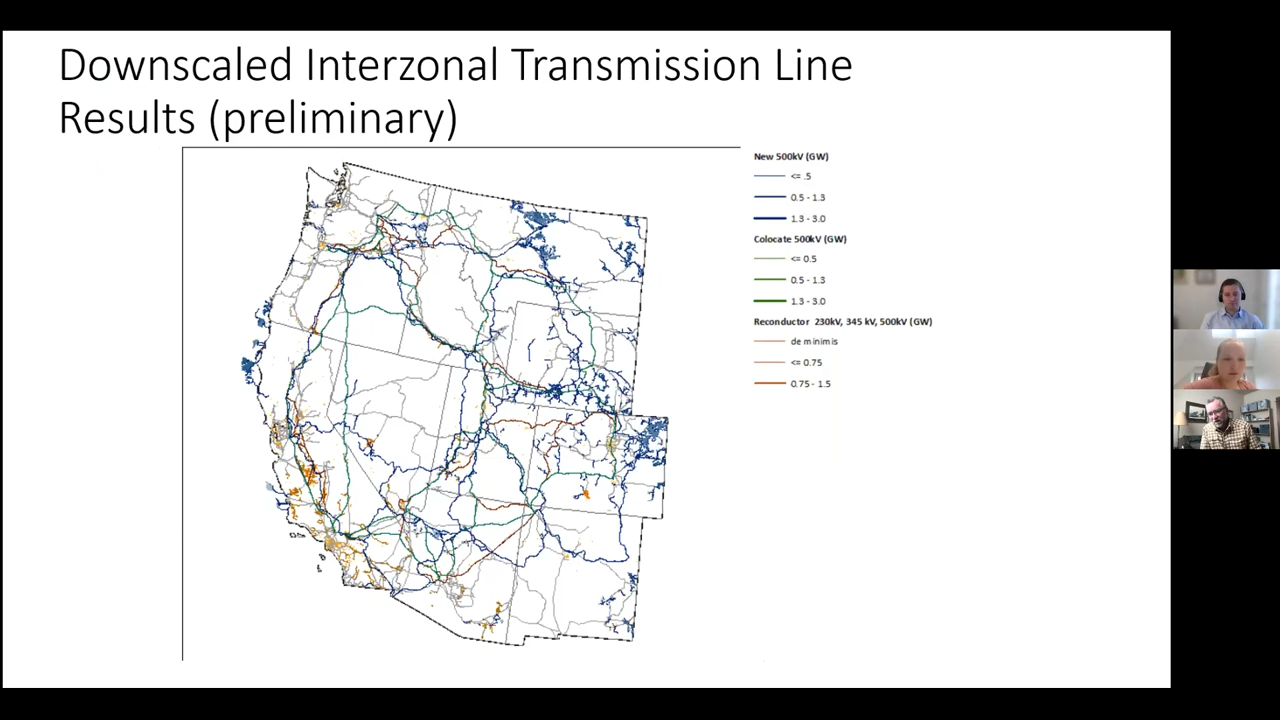 Downscaled Interzonal Transmission Line
Results (preliminary)
New 500kV (GW)
<= .5
0.5 - 1.3
1.3 - 3.0
Colocate 500kV (GW)
<= 0.5
0.5 - 1.3
1.3 - 3.0
Reconductor 230kV, 345 kV, 500kV (GW)
de minimis
<= 0.75
0.75 - 1.5